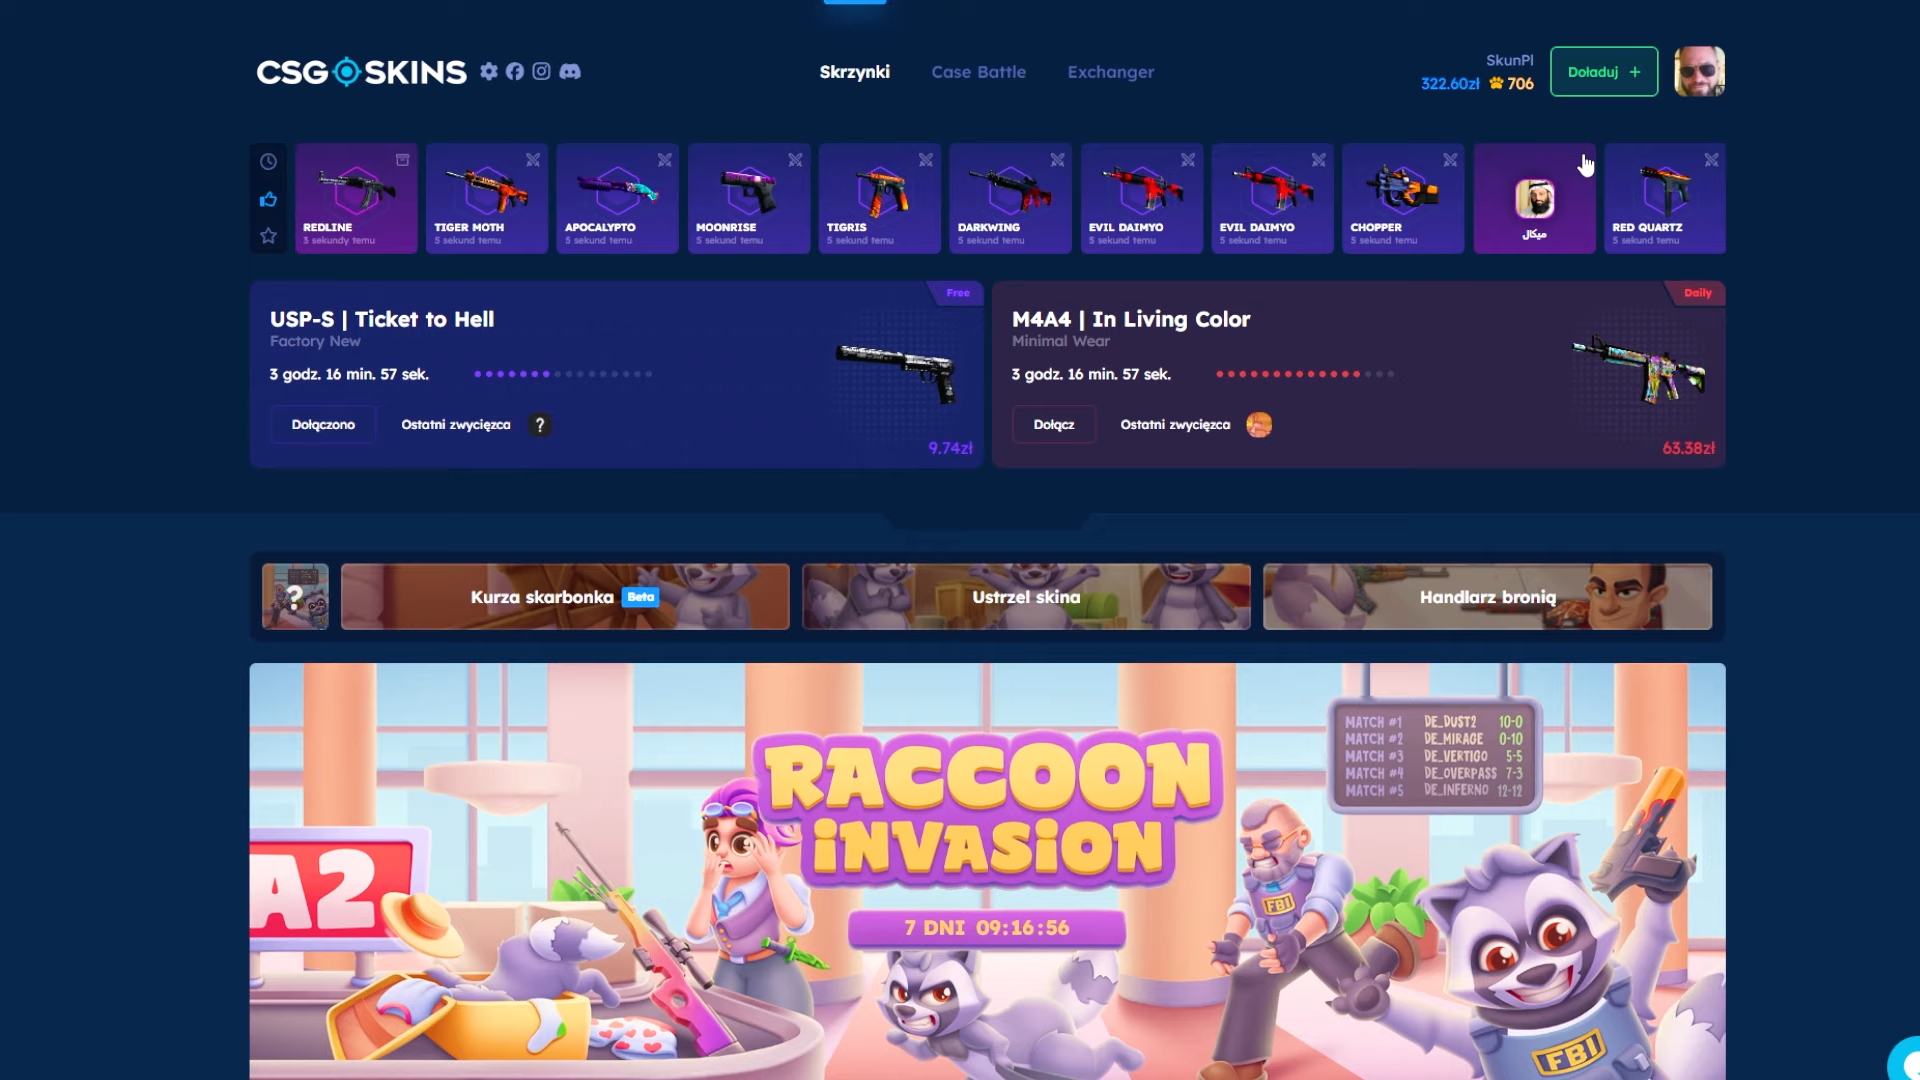 CSGOSKINS
Skrzynki
Case Battle
Exchanger
SkunPl
322.60zł 706
Doładuj +
REDLINE
3 sekundy temu
TIGER MOTH
5 sekund temu
APOCALYPTO
5 sekund temu
MOONRISE
5 sekund temu
TIGRIS
5 sekund temu
DARKWING
5 sekund temu
EVIL DAIMYO
5 sekund temu
EVIL DAIMYO
5 sekund temu
CHOPPER
5 sekund temu
ميكال
RED QUARTZ
5 sekund temu
Free
USP-S | Ticket to Hell
Factory New
3 godz. 16 min. 57 sek.
Dołączono
Ostatni zwycięzca
?
9.74zł
Daily
M4A4 | In Living Color
Minimal Wear
3 godz. 16 min. 57 sek.
Dołącz
Ostatni zwycięzca
63.38zł
?
Kurza skarbonka Beta
Ustrzel skina
Handlarz bronią
RACCOON
INVASION
7 DNI 09:16:56
A2
MATCH #1 DE_DUST2 10-0
MATCH #2 DE_MIRAGE 0-10
MATCH #3 DE_VERTIGO 5-5
MATCH #4 DE_OVERPASS 7-3
MATCH #5 DE_INFERNO 12-12
FBI
FBI